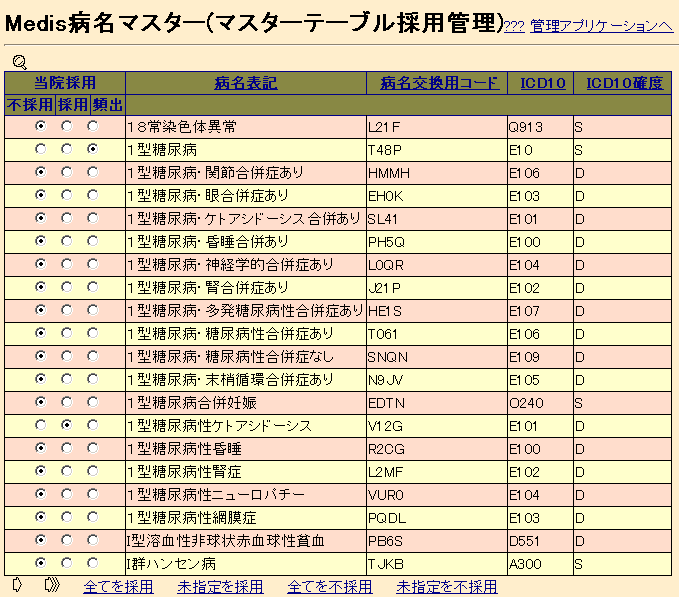 Medis病名マスター(マスターテーブル採用管理)??? 管理アプリケーションへ
当院採用 病名表記 病名交換用コード ICD10 ICD10確度
不採用 採用 頻出
18常染色体異常 L21F Q913 S
1型糖尿病 T48P E10 S
1型糖尿病・関節合併症あり HMMH E106 D
1型糖尿病・眼合併症あり EH0K E103 D
1型糖尿病・ケトアシドーシス合併あり SL41 E101 D
1型糖尿病・昏睡合併あり PH5Q E100 D
1型糖尿病・神経学的合併症あり L0QR E104 D
1型糖尿病・腎合併症あり J21P E102 D
1型糖尿病・多発糖尿病性合併症あり HE1S E107 D
1型糖尿病・糖尿病性合併症あり T061 E106 D
1型糖尿病・糖尿病性合併症なし SNQN E109 D
1型糖尿病・末梢循環合併症あり N9JV E105 D
1型糖尿病合併妊娠 EDTN O240 S
1型糖尿病性ケトアシドーシス V12G E101 D
1型糖尿病性昏睡 R2CG E100 D
1型糖尿病性腎症 L2MF E102 D
1型糖尿病性ニューロパチー VUR0 E104 D
1型糖尿病性網膜症 PQDL E103 D
I型溶血性非球状赤血球性貧血 PB6S D551 D
I群ハンセン病 TJKB A300 S
全てを採用 未指定を採用 全てを不採用 未指定を不採用